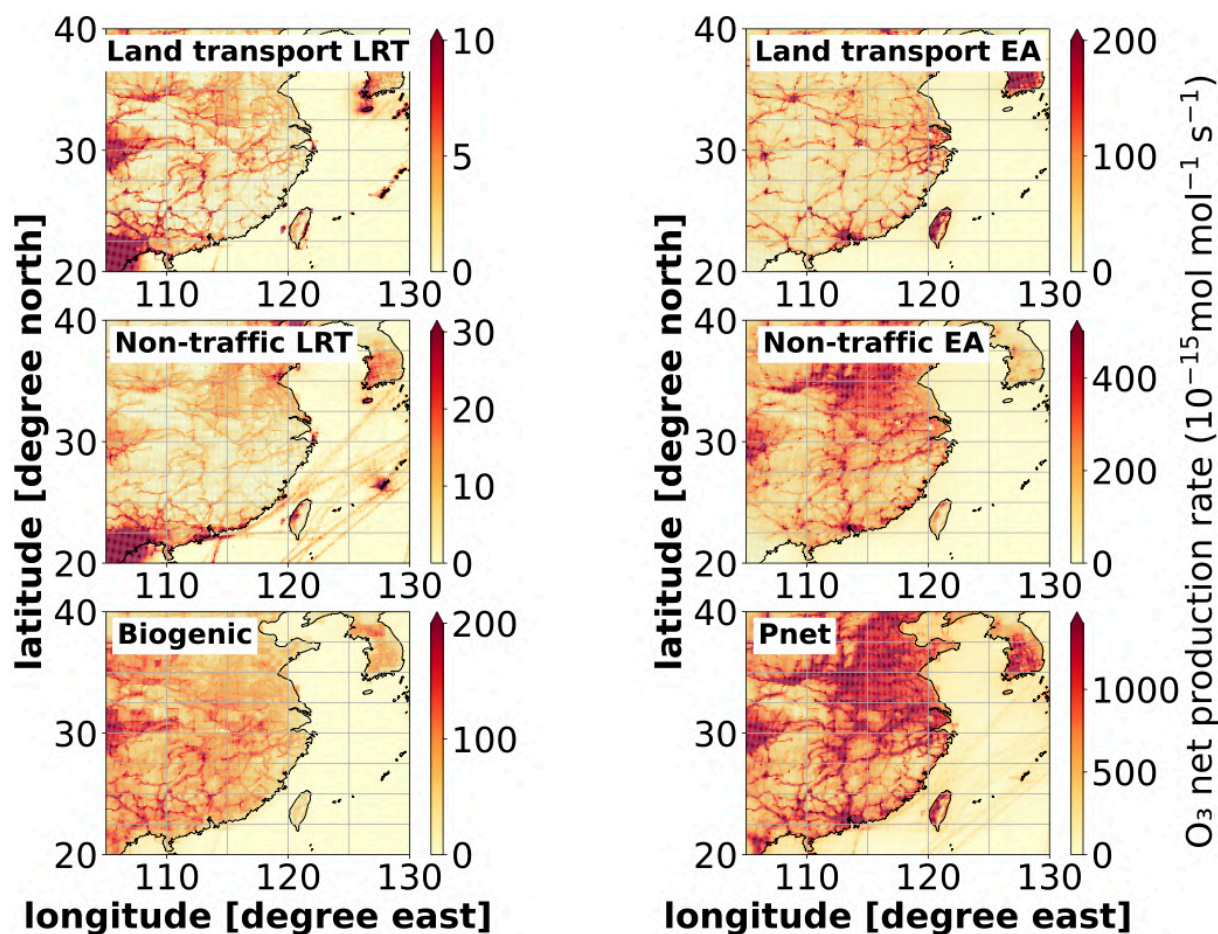 40
Land transport LRT
30
20
110 120 130
10
5
0
40
Land transport EA
30
20
110 120 130
200
100
0
40
Non-traffic LRT
30
20
110 120 130
30
20
10
0
40
Non-traffic EA
30
20
110 120 130
400
200
0
40
Biogenic
30
20
110 120 130
200
100
0
40
Pnet
30
20
110 120 130
1000
500
0
latitude [degree north]
latitude [degree north]
longitude [degree east]
longitude [degree east]
O₃ net production rate (10⁻¹⁵mol mol⁻¹ s⁻¹)